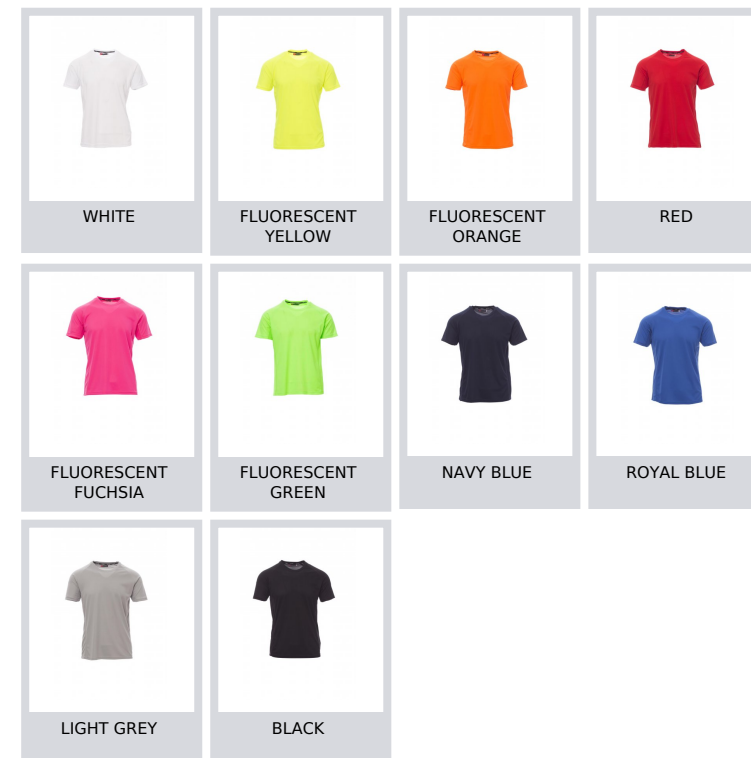 WHITE
FLUORESCENT
YELLOW
FLUORESCENT
ORANGE
RED
FLUORESCENT
FUCHSIA
FLUORESCENT
GREEN
NAVY BLUE
ROYAL BLUE
LIGHT GREY
BLACK